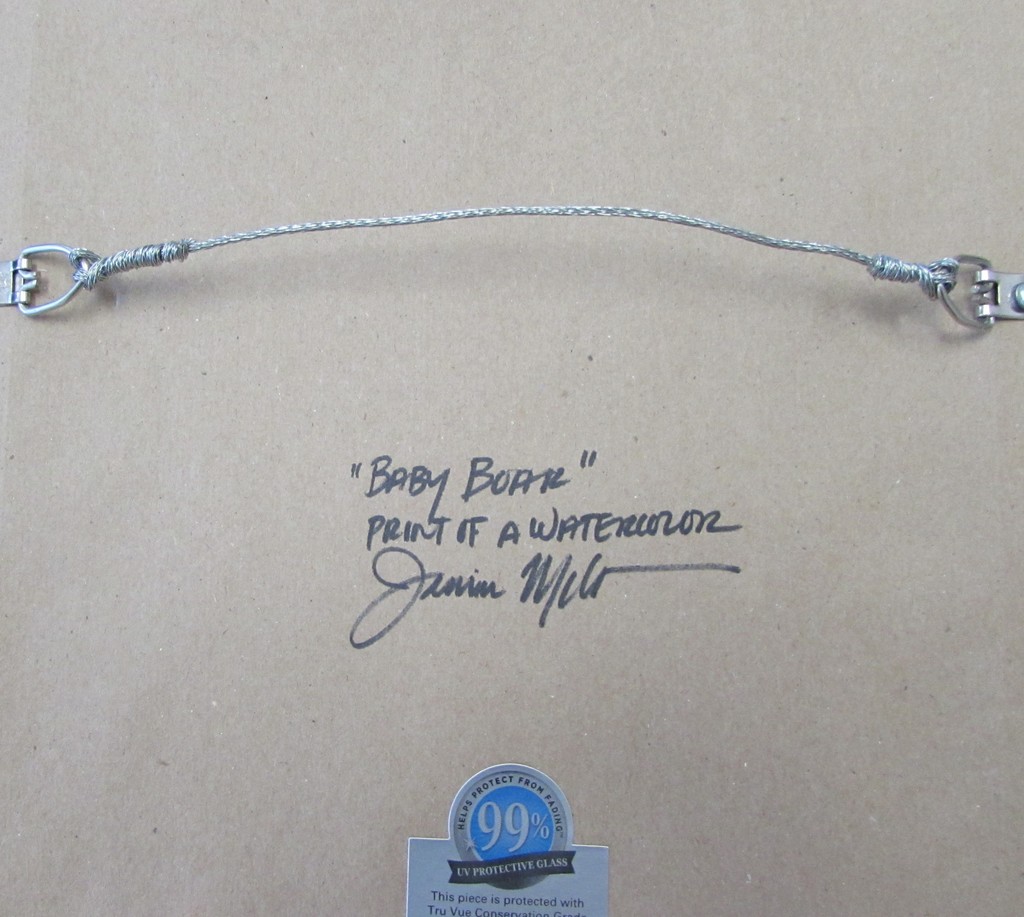 "BABY BOAR"
PRINT OF A WATERCOLOR
HELPS PROTECT FROM FADING™
99%
UV PROTECTIVE GLASS
This piece is protected with
Tru Vue Conservation Grade